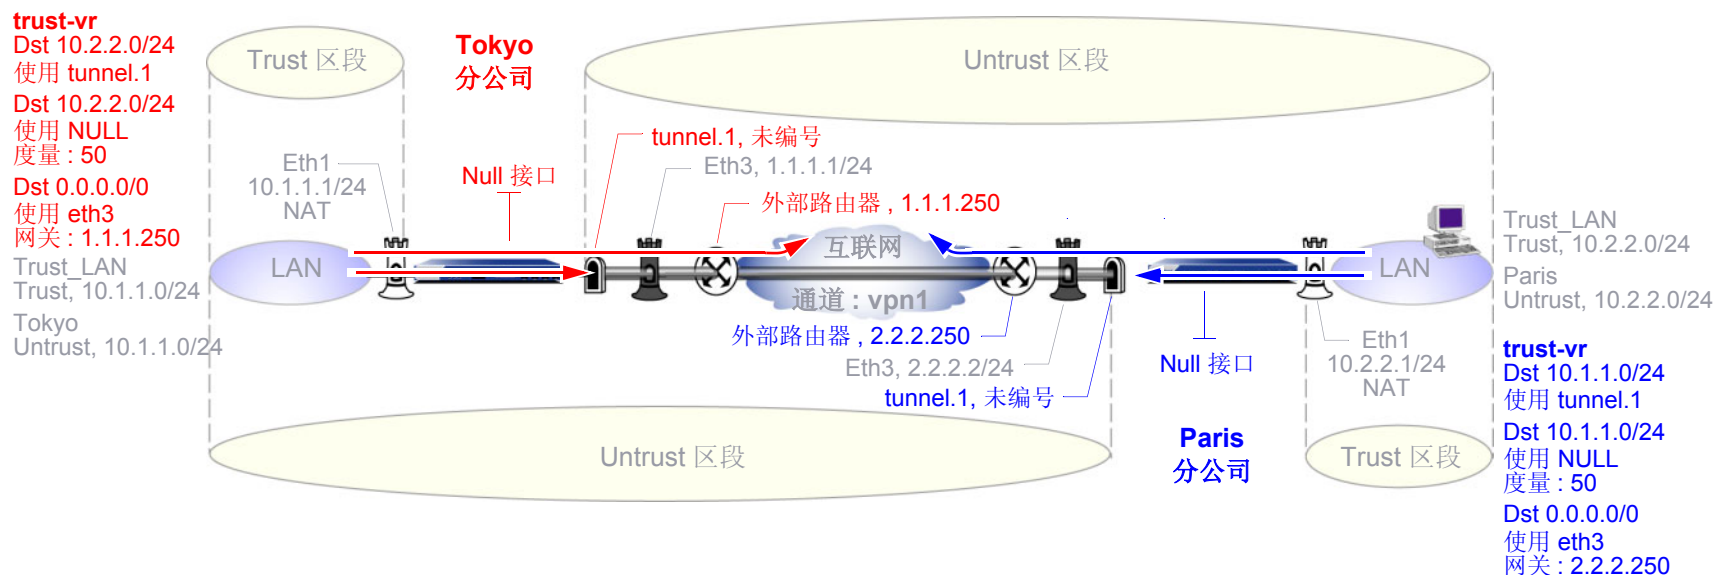 trust-vr
Dst 10.2.2.0/24
使用 tunnel.1
Dst 10.2.2.0/24
使用 NULL
度量 : 50
Dst 0.0.0.0/0
使用 eth3
网关 : 1.1.1.250
Trust_LAN
Trust, 10.1.1.0/24
Tokyo
Untrust, 10.1.1.0/24
Trust 区段
Tokyo
分公司
Untrust 区段
Eth1
10.1.1.1/24
NAT
Null 接口
tunnel.1, 未编号
Eth3, 1.1.1.1/24
外部路由器 , 1.1.1.250
LAN
互联网
通道 : vpn1
外部路由器 , 2.2.2.250
Eth3, 2.2.2.2/24
tunnel.1, 未编号
Null 接口
LAN
Eth1
10.2.2.1/24
NAT
Untrust 区段
Paris
分公司
Trust 区段
Trust_LAN
Trust, 10.2.2.0/24
Paris
Untrust, 10.2.2.0/24
trust-vr
Dst 10.1.1.0/24
使用 tunnel.1
Dst 10.1.1.0/24
使用 NULL
度量 : 50
Dst 0.0.0.0/0
使用 eth3
网关 : 2.2.2.250